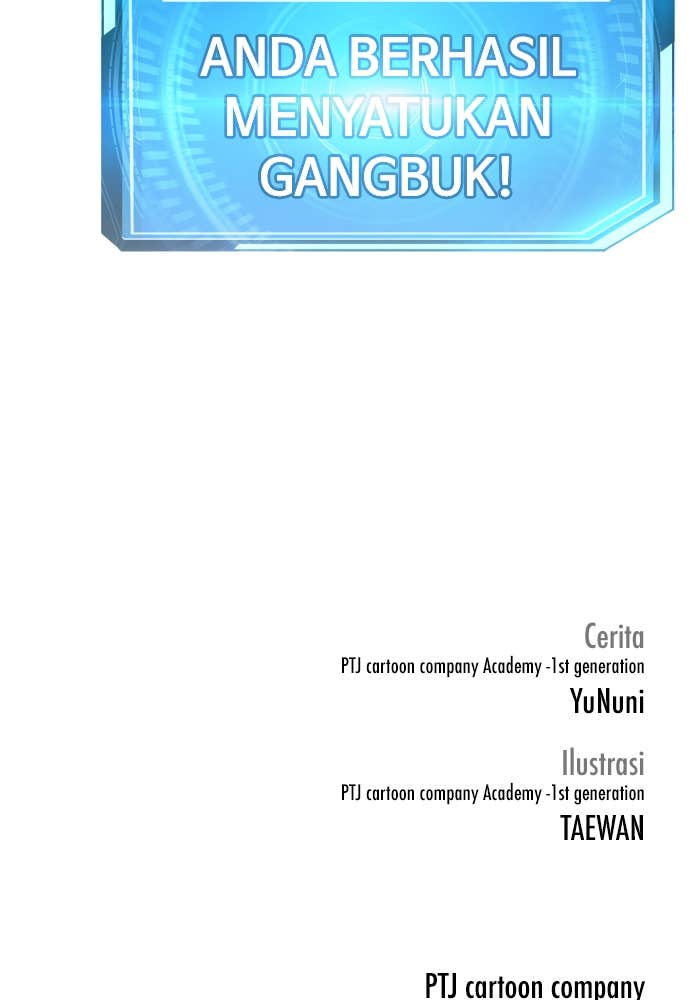 ANDA BERHASIL
MENYATUKAN
GANGBUK!
Cerita
PTJ cartoon company Academy -1st generation
YuNuni
Ilustrasi
PTJ cartoon company Academy -1st generation
TAEWAN
PTJ cartoon company